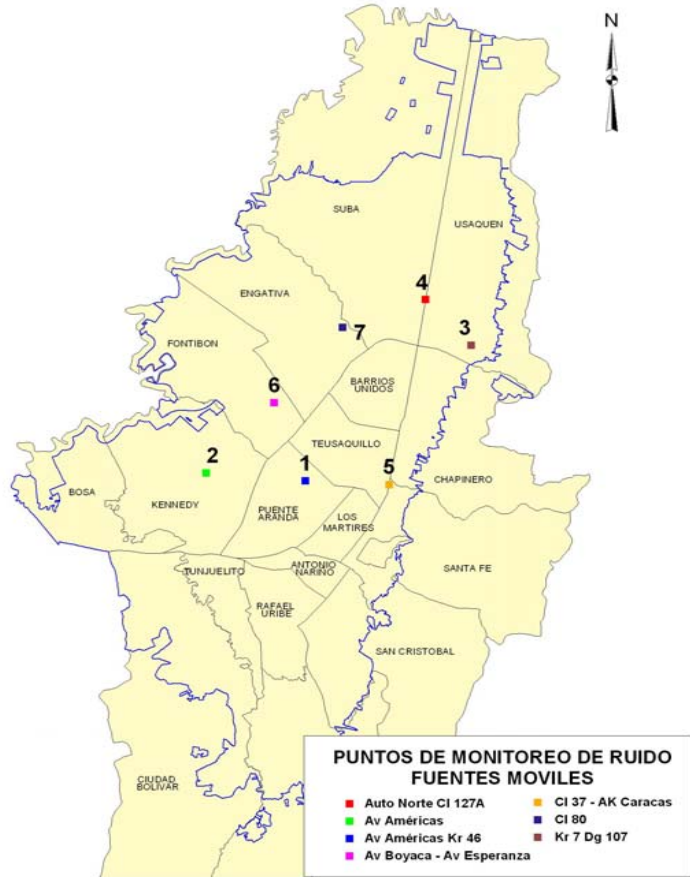 N
SUBA
USAQUEN
4
ENGATIVA
7
3
FONTIBON
BARRIOS
UNIDOS
6
TEUSAQUILLO
2
1
5
CHAPINERO
BOSA
KENNEDY
PUENTE
ARANDA
LOS
MARTIRES
SANTA FE
TUNJUELITO
ANTONIO
NARIÑO
RAFAEL
URIBE
SAN CRISTOBAL
CIUDAD
BOLIVAR
PUNTOS DE MONITOREO DE RUIDO
FUENTES MOVILES
Auto Norte Cl 127A
Av Américas
Av Américas Kr 46
Av Boyaca - Av Esperanza
Cl 37 - AK Caracas
Cl 80
Kr 7 Dg 107